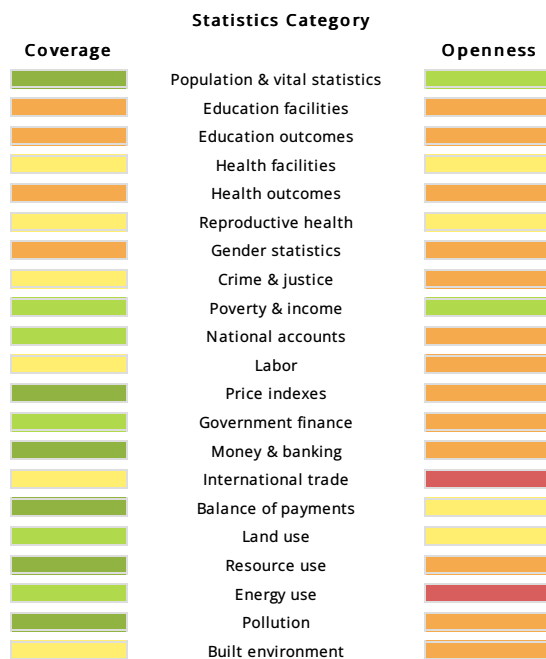 Statistics Category
Coverage Openness
Population & vital statistics
Education facilities
Education outcomes
Health facilities
Health outcomes
Reproductive health
Gender statistics
Crime & justice
Poverty & income
National accounts
Labor
Price indexes
Government finance
Money & banking
International trade
Balance of payments
Land use
Resource use
Energy use
Pollution
Built environment